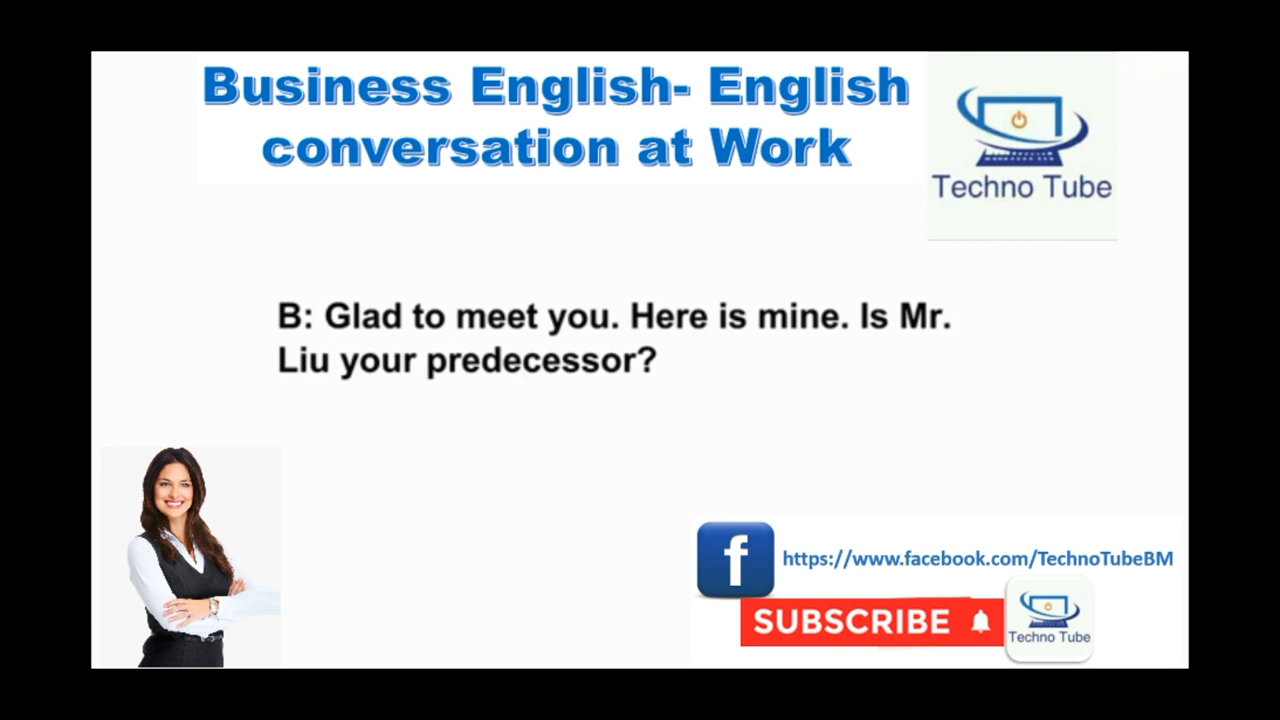 Business English- English
conversation at Work
Techno Tube
B: Glad to meet you. Here is mine. Is Mr.
Liu your predecessor?
f
https://www.facebook.com/TechnoTubeBM
SUBSCRIBE
Techno Tube